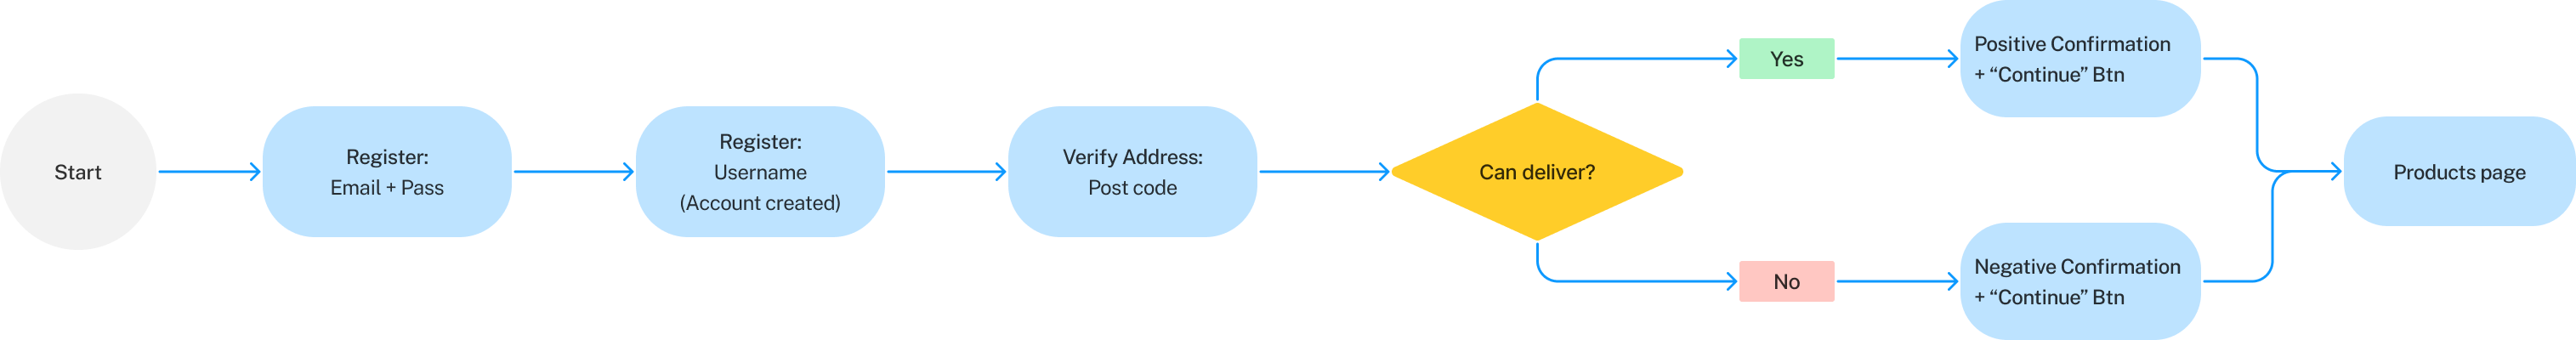 Start
Register:
Email + Pass
Register:
Username
(Account created)
Verify Address:
Post code
Can deliver?
Yes
Positive Confirmation
+ “Continue” Btn
No
Negative Confirmation
+ “Continue” Btn
Products page